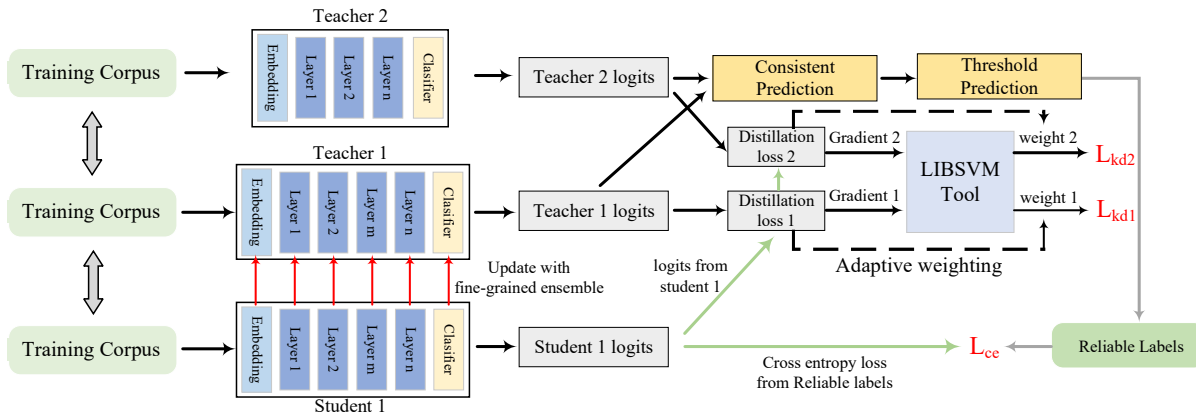 Teacher 2
Training Corpus
Embedding
Layer 1
Layer 2
Layer n
Clasifier
Teacher 2 logits
Consistent
Prediction
Threshold
Prediction
Distillation
loss 2
Gradient 2
weight 2
L_kd2
LIBSVM
Tool
Teacher 1
Training Corpus
Embedding
Layer 1
Layer 2
Layer m
Layer n
Clasifier
Teacher 1 logits
Distillation
loss 1
Gradient 1
weight 1
L_kd1
Adaptive weighting
Update with
fine-grained ensemble
logits from
student 1
Training Corpus
Embedding
Layer 1
Layer 2
Layer m
Layer n
Clasifier
Student 1
Student 1 logits
Cross entropy loss
from Reliable labels
L_ce
Reliable Labels